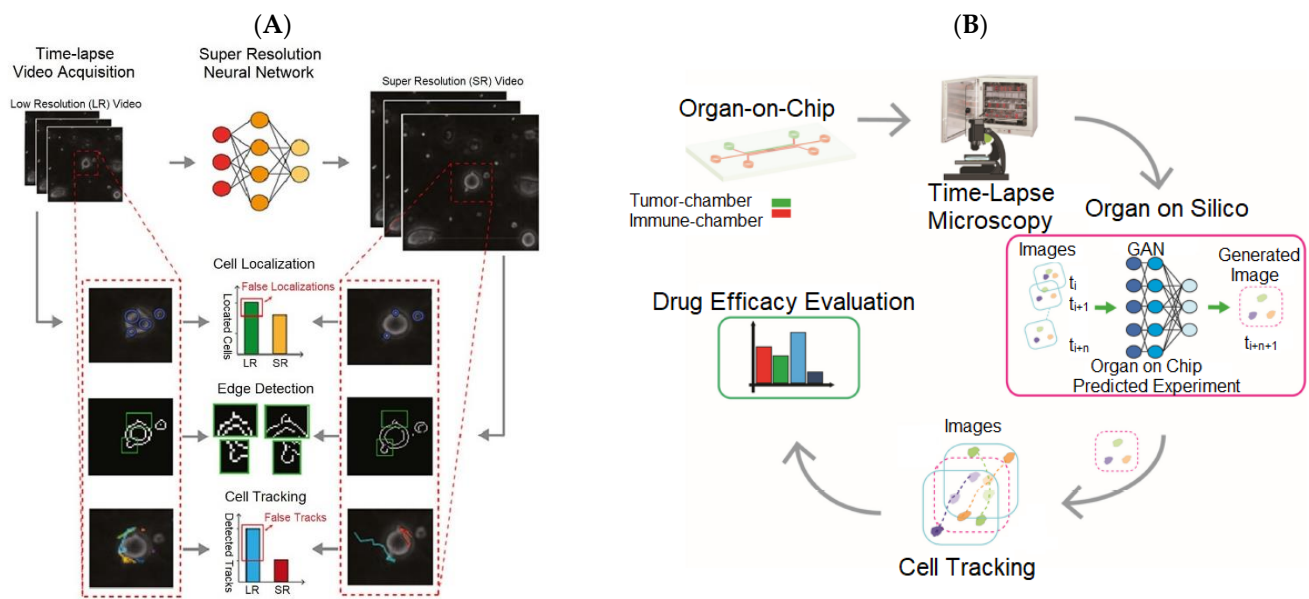 (A)
Time-lapse
Video Acquisition
Super Resolution
Neural Network
Low Resolution (LR) Video
Super Resolution (SR) Video
Cell Localization
False Localizations
Located
Cells
LR SR
Edge Detection
Cell Tracking
False Tracks
Detected Tracks
LR SR
(B)
Organ-on-Chip
Tumor-chamber
Immune-chamber
Time-Lapse
Microscopy
Organ on Silico
Images
GAN
Generated
Image
ti
ti+1
ti+n
ti+n+1
Organ on Chip
Predicted Experiment
Drug Efficacy Evaluation
Images
Cell Tracking